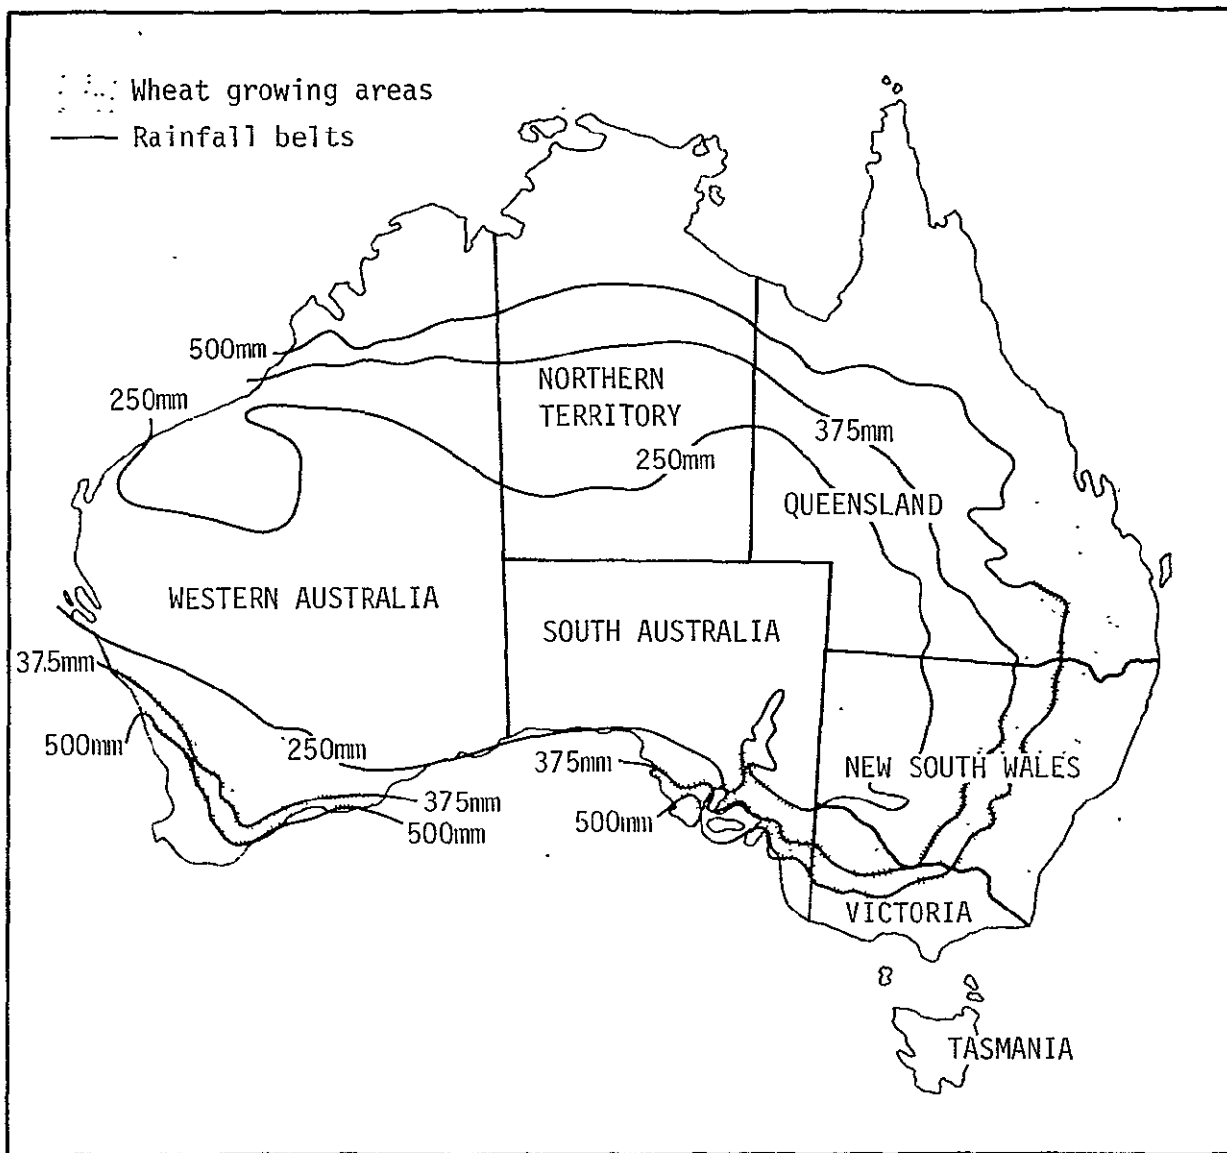 Wheat growing areas
Rainfall belts
500mm
NORTHERN
TERRITORY
250mm
375mm
250mm
QUEENSLAND
WESTERN AUSTRALIA
SOUTH AUSTRALIA
37.5mm
500mm
250mm
375mm
NEW SOUTH WALES
375mm
500mm
500mm
VICTORIA
TASMANIA